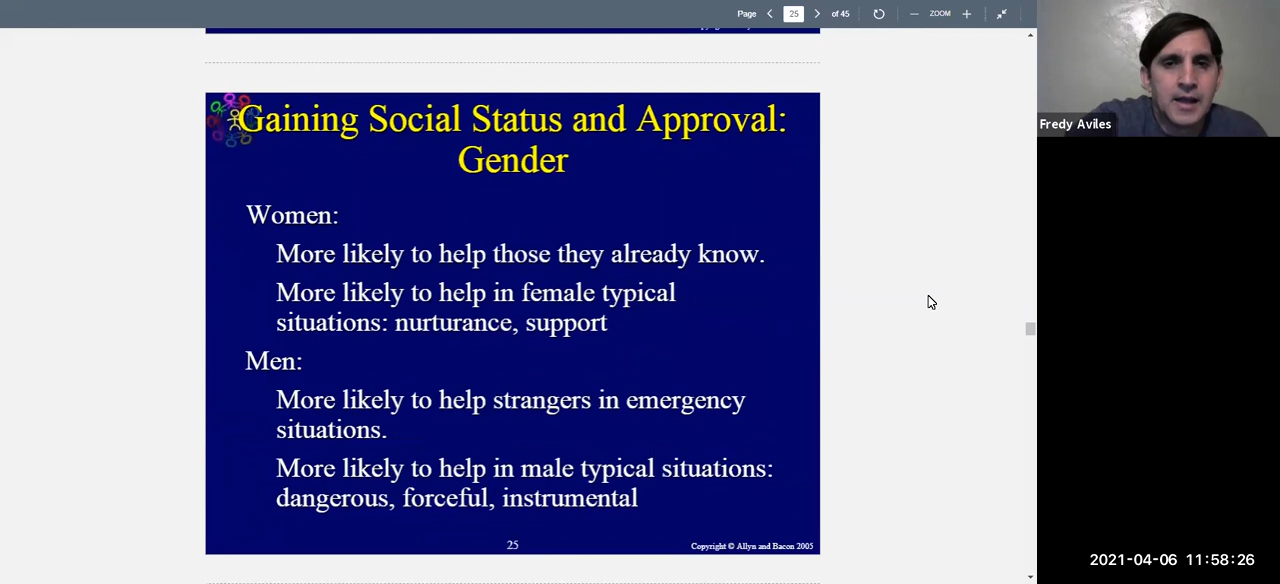 Page 25 of 45 ZOOM
Gaining Social Status and Approval:
Gender
Women:
More likely to help those they already know.
More likely to help in female typical
situations: nurturance, support
Men:
More likely to help strangers in emergency
situations.
More likely to help in male typical situations:
dangerous, forceful, instrumental
25
Copyright © Allyn and Bacon 2005
Fredy Aviles
2021-04-06 11:58:26